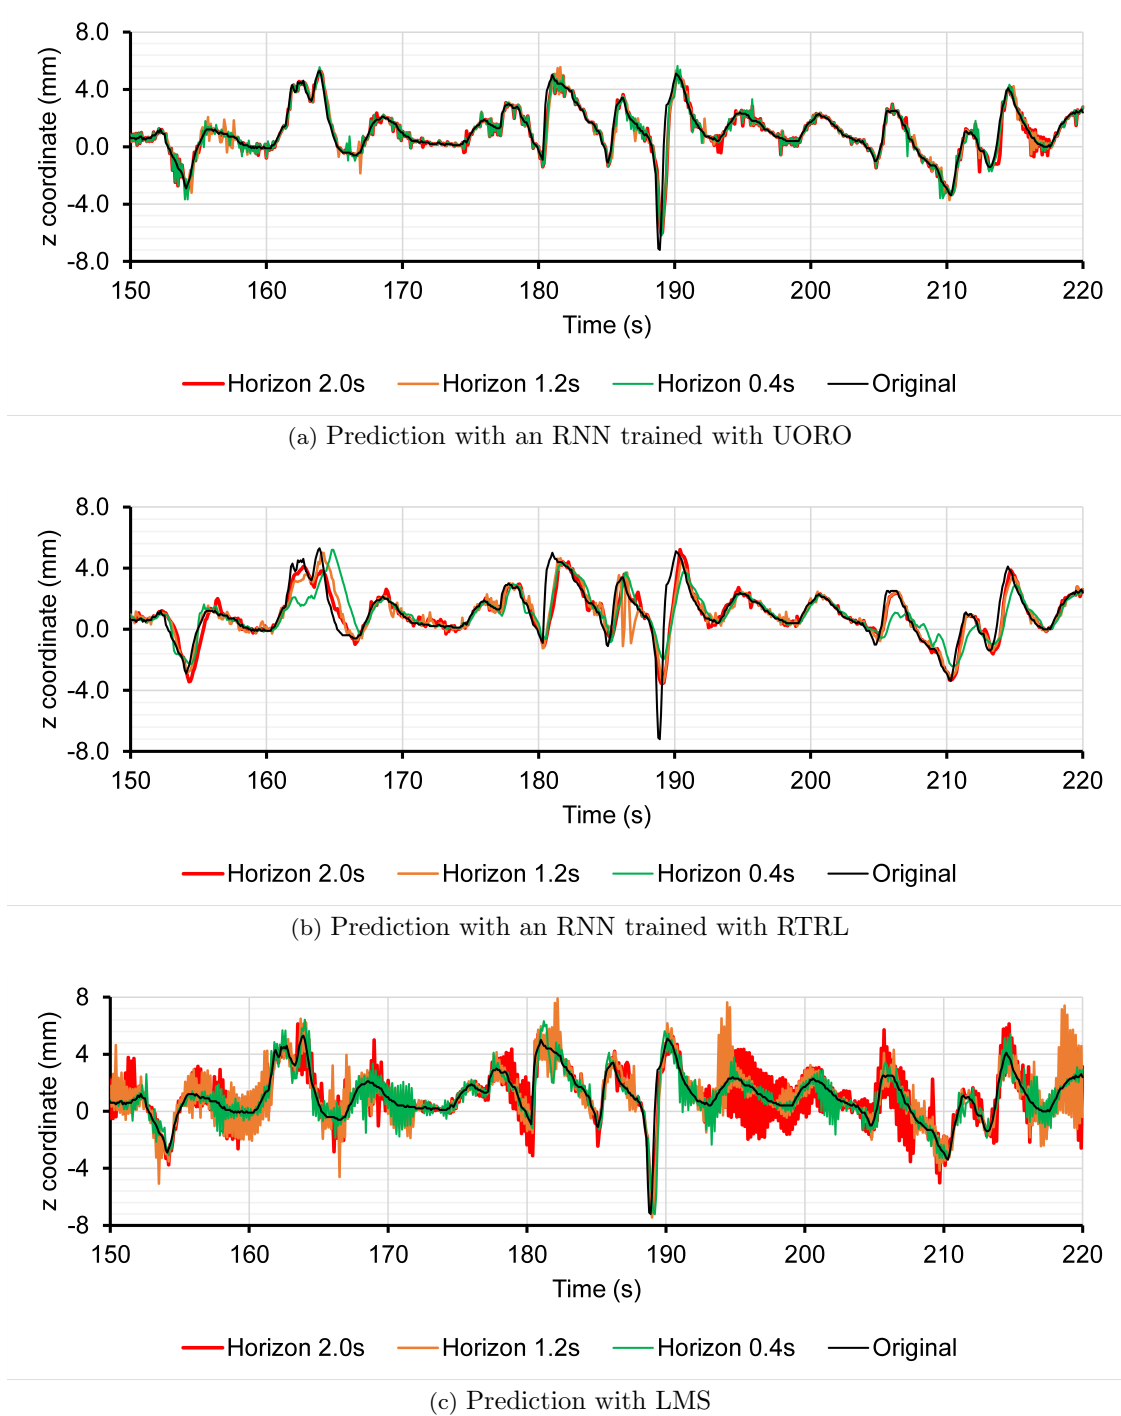 8.0
4.0
0.0
-4.0
-8.0
z coordinate (mm)
150 160 170 180 190 200 210 220
Time (s)
Horizon 2.0s Horizon 1.2s Horizon 0.4s Original
(a) Prediction with an RNN trained with UORO
8.0
4.0
0.0
-4.0
-8.0
z coordinate (mm)
150 160 170 180 190 200 210 220
Time (s)
Horizon 2.0s Horizon 1.2s Horizon 0.4s Original
(b) Prediction with an RNN trained with RTRL
8
4
0
-4
-8
z coordinate (mm)
150 160 170 180 190 200 210 220
Time (s)
Horizon 2.0s Horizon 1.2s Horizon 0.4s Original
(c) Prediction with LMS